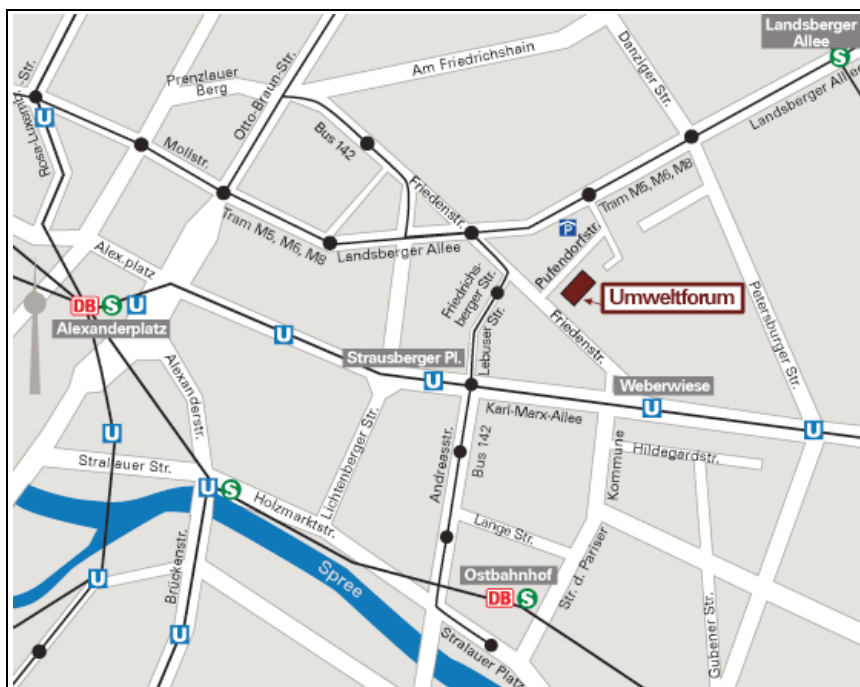 Landsberger
Allee
S
Danziger Str.
Am Friedrichshain
Prenzlauer
Berg
Otto-Braun-Str.
-Str.
U
Rosa-Luxemb.
Bus 142
Landsberger Allee
Mollstr.
Friedenstr.
Tram M5, M6, M8
Tram M5, M6, M8
P
Pufendorfstr.
Landsberger Allee
Alex.platz
Friedrichs-
berger Str.
Umweltforum
DB
S
U
Alexanderplatz
Petersburger Str.
Lebuser Str.
Friedenstr.
U
Strausberger Pl.
U
Weberwiese
U
Karl-Marx-Allee
U
Alexanderstr.
Lichtenberger Str.
Andreasstr.
Bus 142
Kommune
Hildegardstr.
U
Stralauer Str.
U
S
Holzmarktstr.
Lange Str.
Brückenstr.
Spree
Ostbahnhof
DB
S
Str. d. Pariser
U
Gubener Str.
U
Stralauer Platz